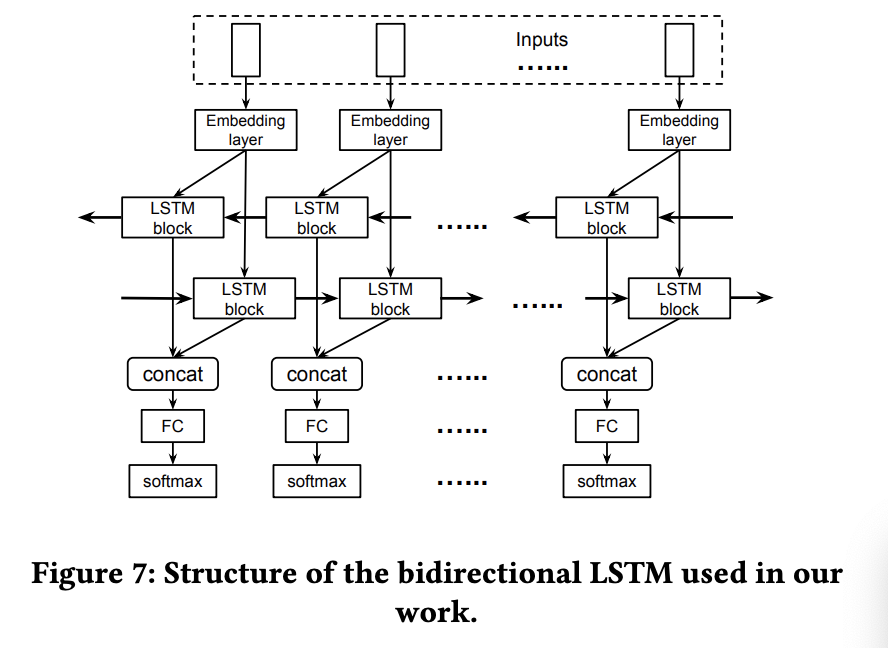 Inputs
…...
Embedding
layer
Embedding
layer
Embedding
layer
LSTM
block
LSTM
block
…...
LSTM
block
LSTM
block
LSTM
block
…...
LSTM
block
concat
concat
…...
concat
FC
FC
…...
FC
softmax
softmax
…...
softmax
Figure 7: Structure of the bidirectional LSTM used in our
work.